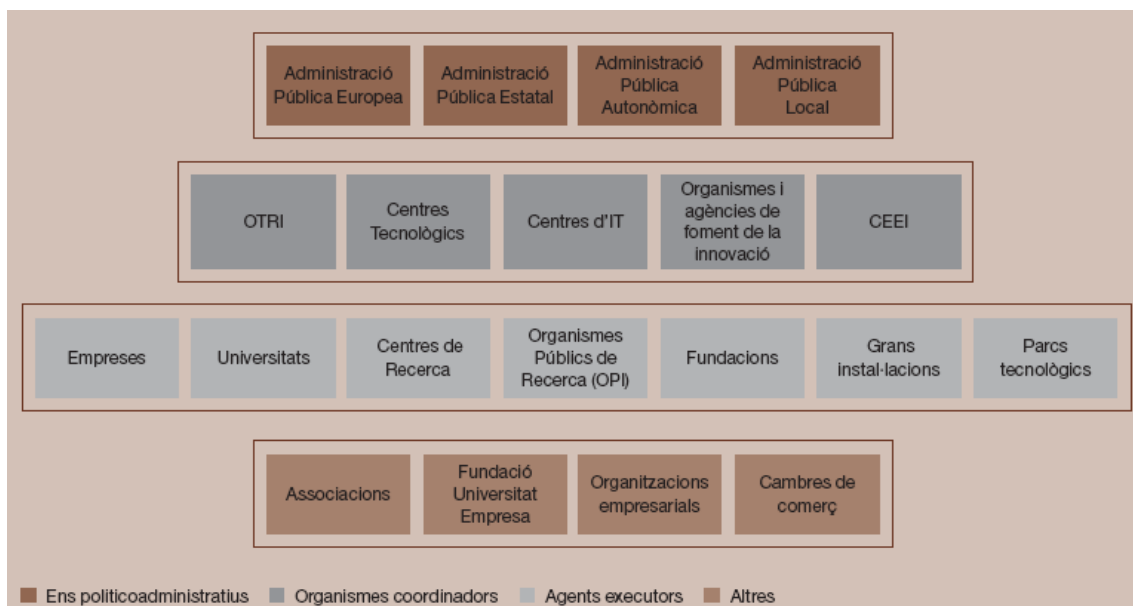 Administració
Pública Europea
Administració
Pública Estatal
Administració
Pública
Autonòmica
Administració
Pública
Local
OTRI
Centres
Tecnològics
Centres d'IT
Organismes i
agències de
foment de la
innovació
CEEI
Empreses
Universitats
Centres de
Recerca
Organismes
Públics de
Recerca (OPI)
Fundacions
Grans
instal·lacions
Parcs
tecnològics
Associacions
Fundació
Universitat
Empresa
Organitzacions
empresarials
Cambres de
comerç
Ens politicoadministratius
Organismes coordinadors
Agents executors
Altres